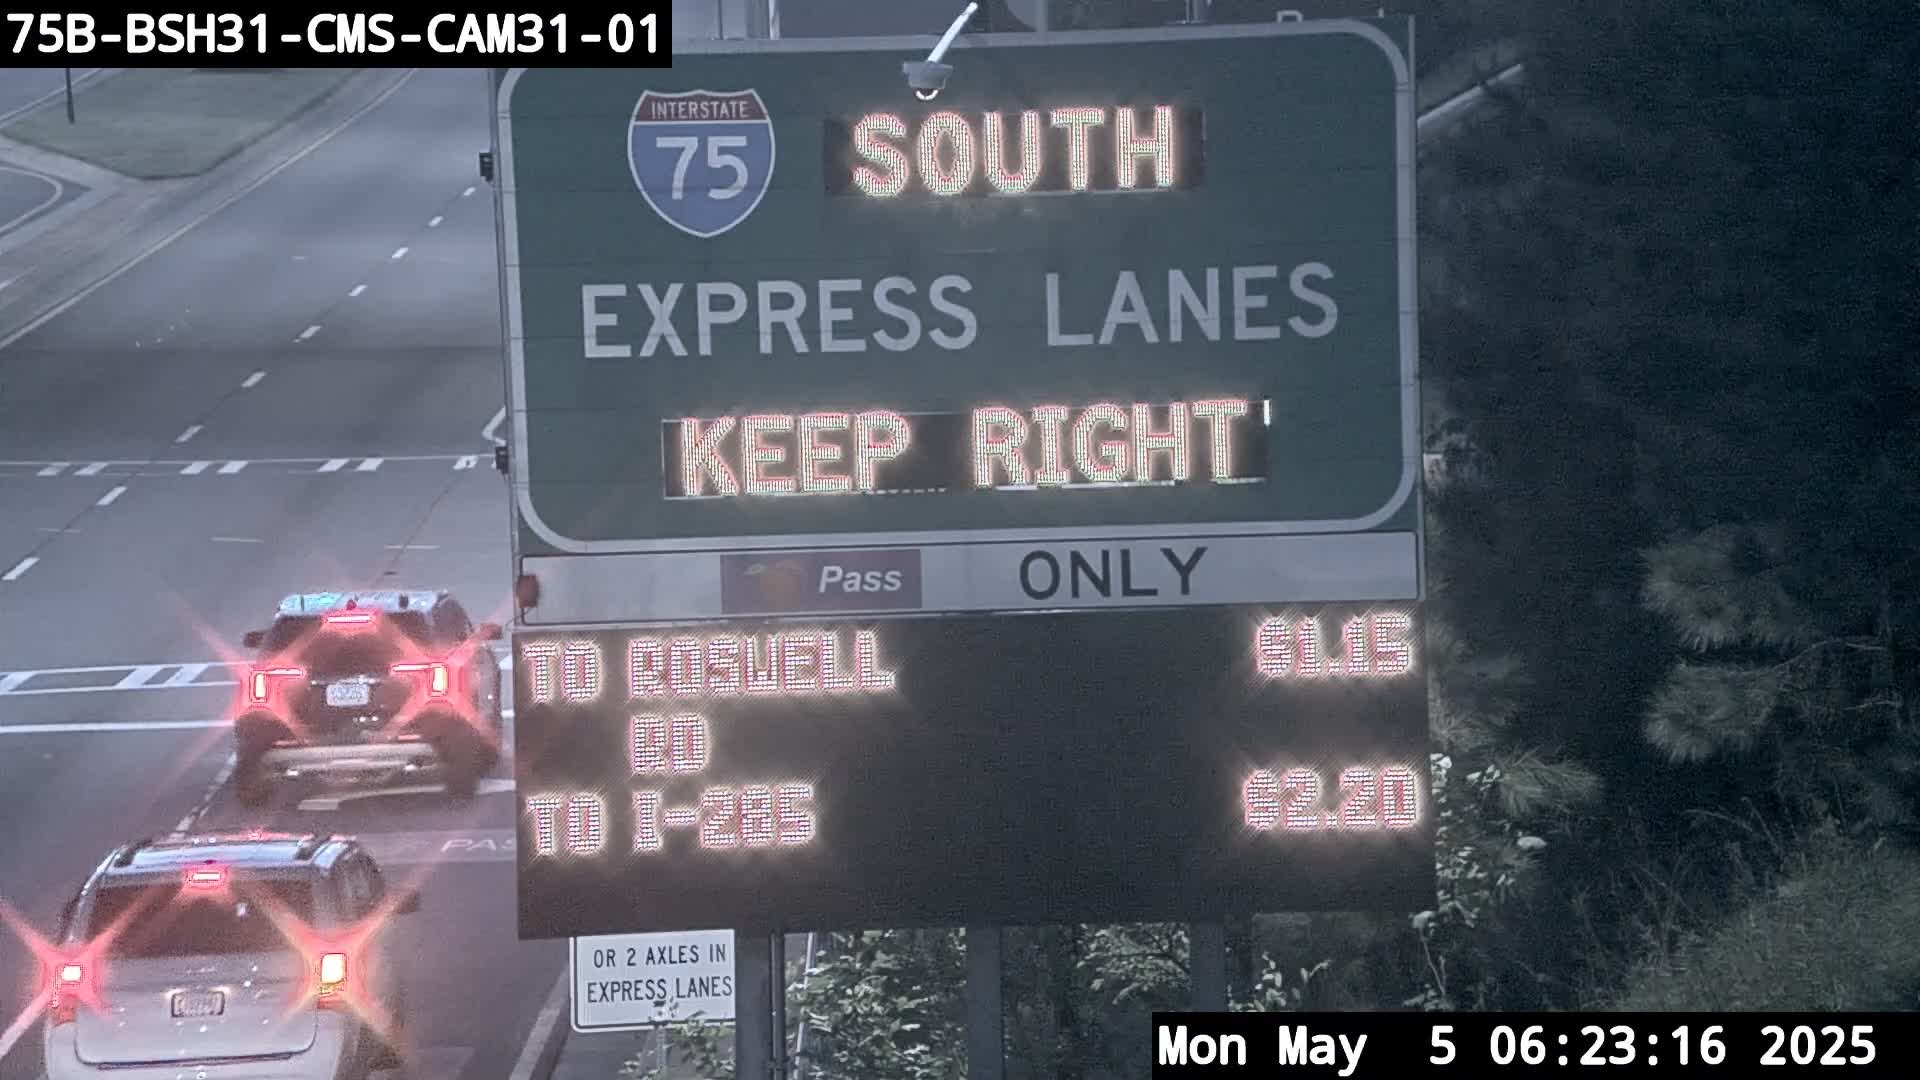 75B-BSH31-CMS-CAM31-01
INTERSTATE
75
SOUTH
EXPRESS LANES
KEEP RIGHT
Pass ONLY
TO ROSWELL $1.15
RD
TO I-285 $2.20
OR 2 AXLES IN
EXPRESS LANES
Mon May 5 06:23:16 2025